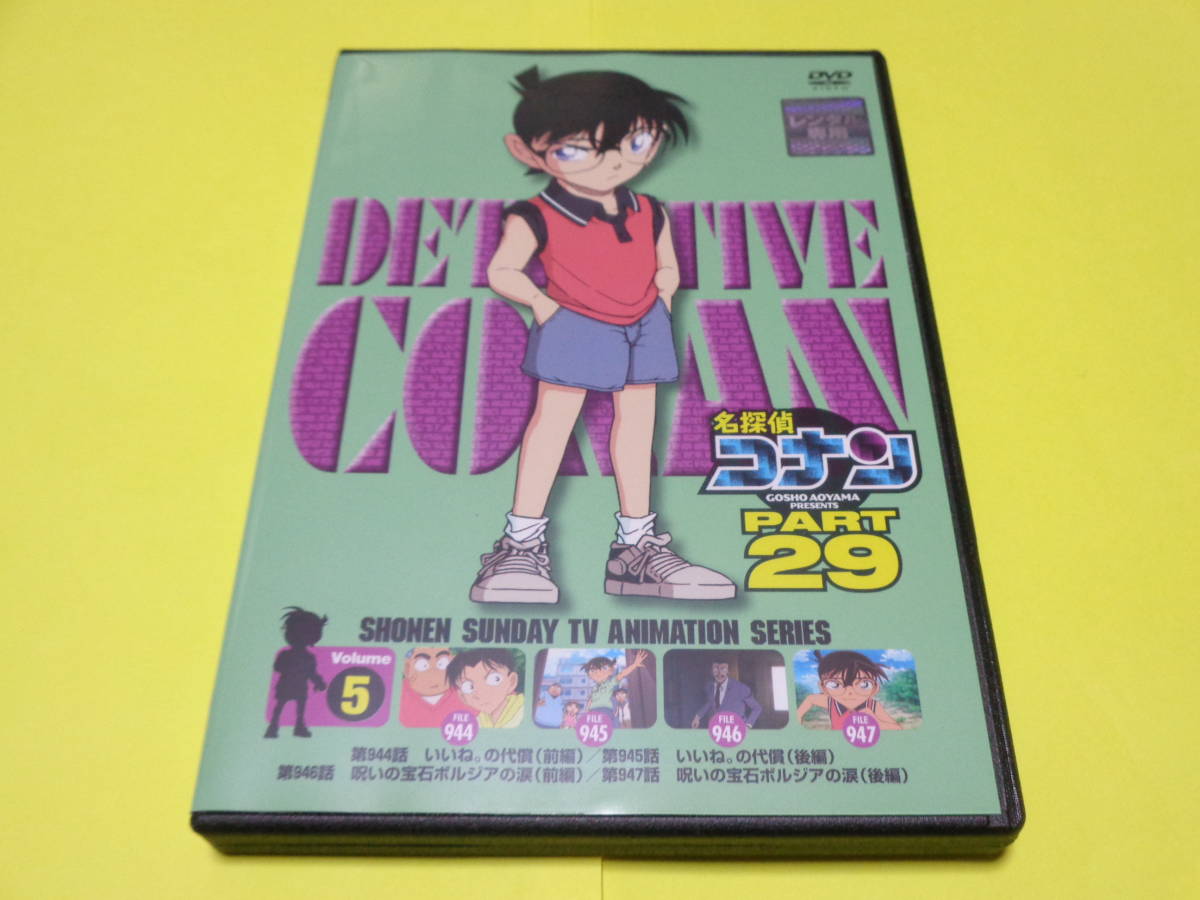 DVD
VIDEO
レンタル
専用
DETECTIVE
CONAN
名探偵
コナン
GOSHO AOYAMA
PRESENTS
PART
29
SHONEN SUNDAY TV ANIMATION SERIES
Volume
5
FILE
944
FILE
945
FILE
946
FILE
947
第944話 いいね。の代償(前編)/第945話 いいね。の代償(後編)
第946話 呪いの宝石ボルジアの涙(前編)/第947話 呪いの宝石ボルジアの涙(後編)